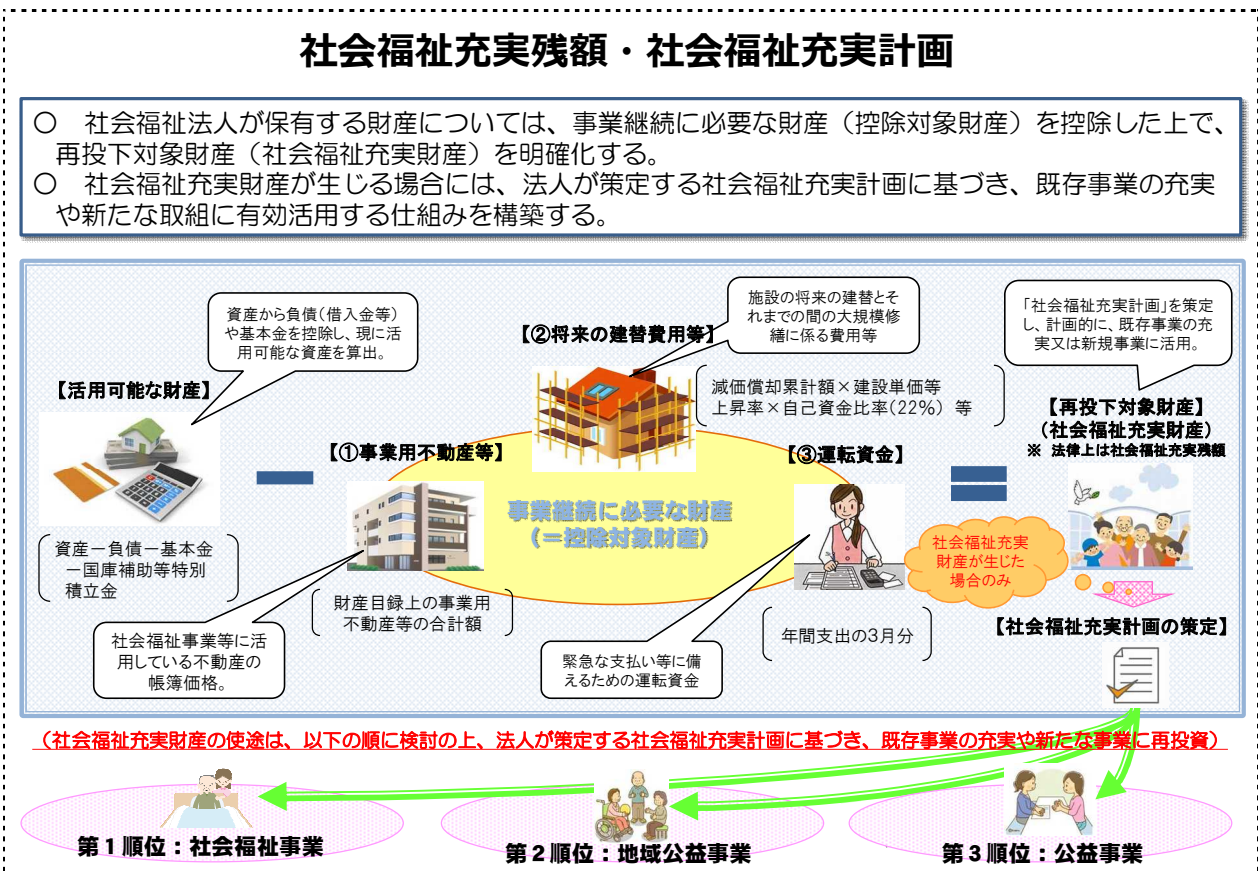 社会福祉充実残額・社会福祉充実計画
○ 社会福祉法人が保有する財産については、事業継続に必要な財産（控除対象財産）を控除した上で、
再投下対象財産（社会福祉充実財産）を明確化する。
○ 社会福祉充実財産が生じる場合には、法人が策定する社会福祉充実計画に基づき、既存事業の充実
や新たな取組に有効活用する仕組みを構築する。
資産から負債（借入金等）
や基本金を控除し、現に活
用可能な資産を算出。
【活用可能な財産】
資産－負債－基本金
－国庫補助等特別
積立金
【①事業用不動産等】
社会福祉事業等に活
用している不動産の
帳簿価格。
財産目録上の事業用
不動産等の合計額
【②将来の建替費用等】
施設の将来の建替とそ
れまでの間の大規模修
繕に係る費用等
減価償却累計額×建設単価等
上昇率×自己資金比率(22%) 等
事業継続に必要な財産
（＝控除対象財産）
【③運転資金】
緊急な支払い等に備
えるための運転資金
年間支出の3月分
「社会福祉充実計画」を策定
し、計画的に、既存事業の充
実又は新規事業に活用。
【再投下対象財産】
（社会福祉充実財産）
※ 法律上は社会福祉充実残額
社会福祉充実
財産が生じた
場合のみ
【社会福祉充実計画の策定】
（社会福祉充実財産の使途は、以下の順に検討の上、法人が策定する社会福祉充実計画に基づき、既存事業の充実や新たな事業に再投資）
第１順位：社会福祉事業
第２順位：地域公益事業
第３順位：公益事業